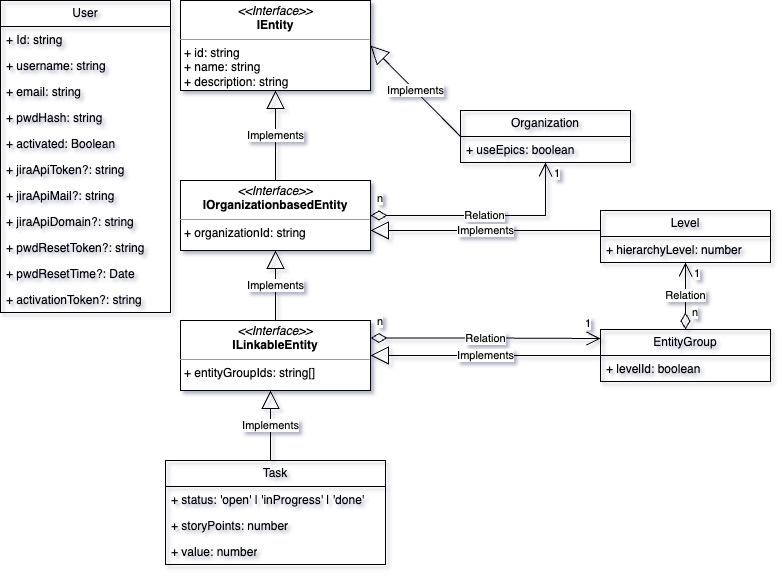 User
+ Id: string
+ username: string
+ email: string
+ pwdHash: string
+ activated: Boolean
+ jiraApiToken?: string
+ jiraApiMail?: string
+ jiraApiDomain?: string
+ pwdResetToken?: string
+ pwdResetTime?: Date
+ activationToken?: string
<<Interface>>
IEntity
+ id: string
+ name: string
+ description: string
Implements
Implements
Organization
+ useEpics: boolean
1
<<Interface>>
IOrganizationbasedEntity
+ organizationId: string
n
Relation
Implements
Level
+ hierarchyLevel: number
1
Relation
n
Implements
<<Interface>>
ILinkableEntity
+ entityGroupIds: string[]
n
Relation
1
Implements
EntityGroup
+ levelId: boolean
Implements
Task
+ status: 'open' | 'inProgress' | 'done'
+ storyPoints: number
+ value: number